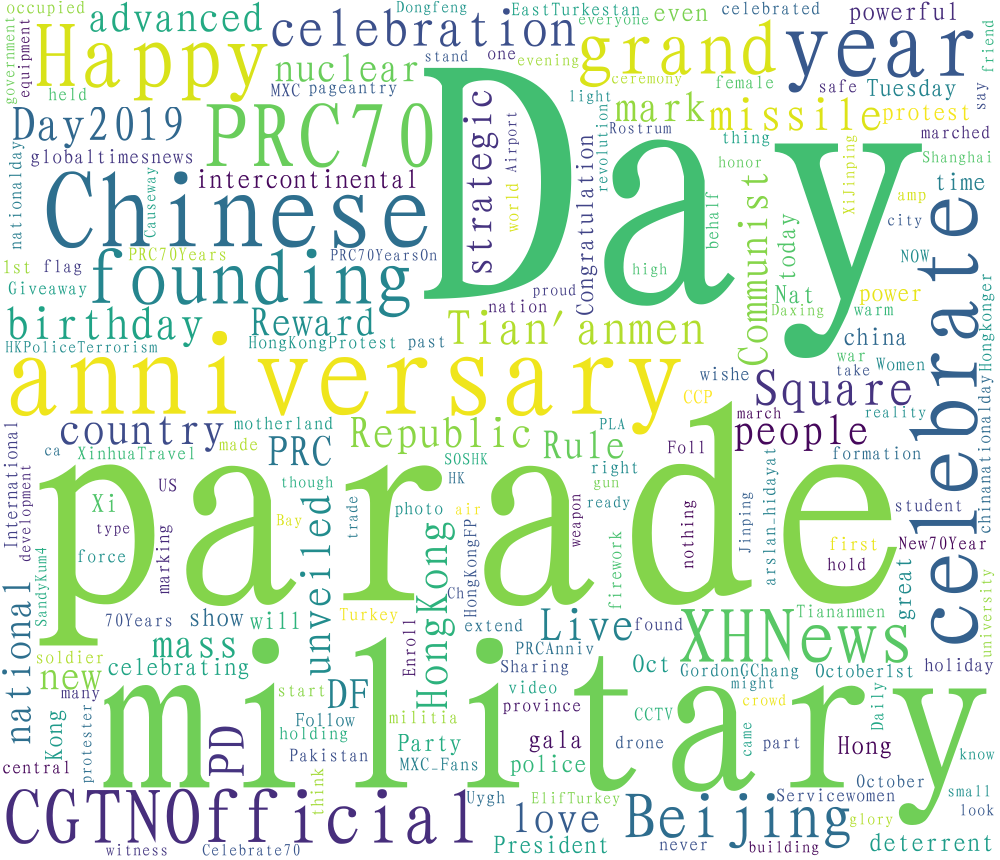 occupied
advanced
Dongfeng
EastTurkestan
even
celebrated
powerful
Happy
celebration
everyone
grand
year
friend
government
equipment
nuclear
stand
one
evening
ceremony
female
safe
Tuesday
say
held
MXC
pageantry
light
mark
missile
protest
Day2019
PRC70
Day
strategic
Airport
Rostrum
revolution
thing
marched
globaltimesnews
intercontinental
honor
Shanghai
nationalday
Causeway
Chinese
world
Congratulation
Communist
XiJinping
amp
time
city
behalf
today
PRC70Years
PRC70YearsOn
NOW
1st
flag
founding
high
celebrate
Giveaway
proud
Nat
power
nation
Daxing
warm
birthday
Reward
Tian'anmen
china
Hongkonger
HKPoliceTerrorism
HongKongProtest
past
war
take
Women
anniversary
wishe
Square
CCP
reality
chinanationalday
country
motherland
march
people
PLA
made
PRC
Republic
Rule
Foll
formation
ca
XinhuaTravel
SOSHK
HK
right
International
development
parade
US
though
gun
Xi
photo
air
ready
student
type
trade
weapon
nothing
Jinping
arslan-hidayat
first
New70Year
force
marking
Bay
unveiled
HongKong
ChinaDaily
HongKongFP
firework
hold
great
SandyKum4
70Years
show
will
Turkey
extend
Live
found
XHNews
Tiananmen
university
mass
Enroll
PRCAnniv
national
soldier
celebrating
Sharing
Oct
GordonGChang
October1st
holiday
new
many
start
DF
video
might
crowd
Kong
protester
Follow
militia
province
CCTV
Daily
holding
PD
Party
gala
drone
came
part
Hong
know
Pakistan
MXC_Fans
police
central
military
think
October
small
CGTNOfficial
Uygh
ElifTurkey
Servicewomen
look
love
Beijing
glory
witness
Celebrate70
President
never
building
deterrent